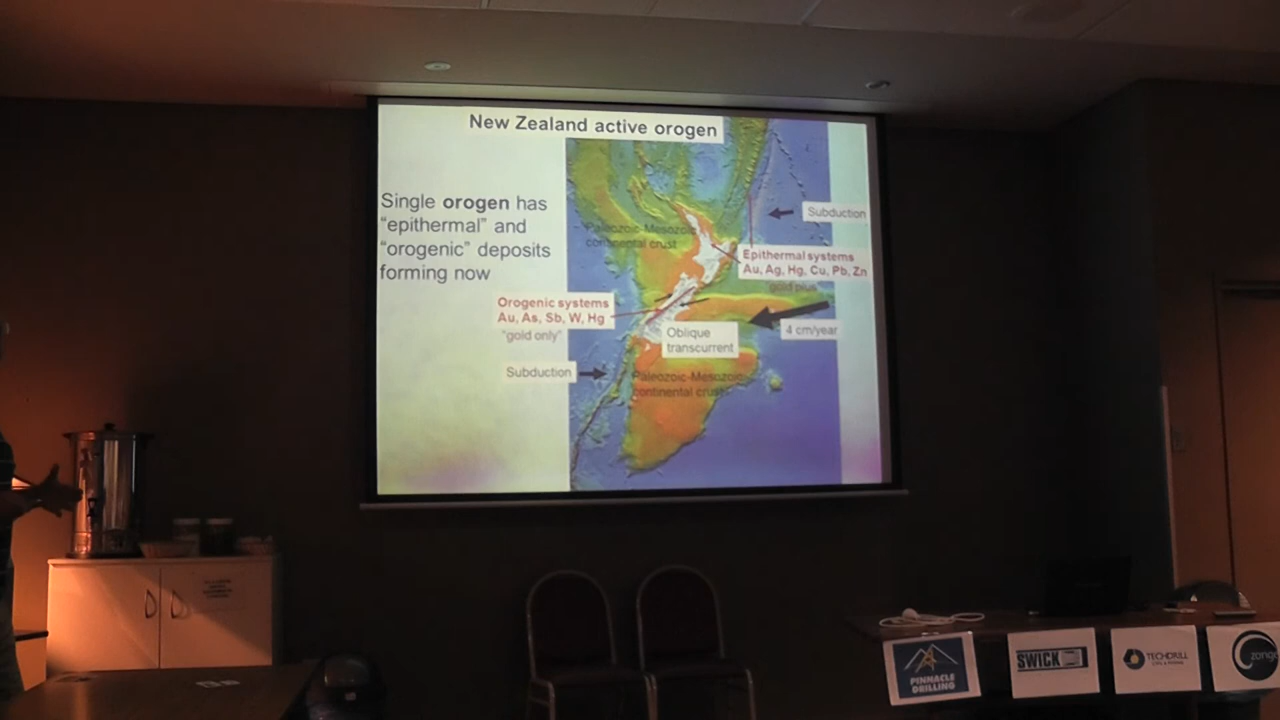 New Zealand active orogen
Single orogen has
“epithermal” and
“orogenic” deposits
forming now
Subduction
Paleozoic-Mesozoic
continental crust
Epithermal systems
Au, Ag, Hg, Cu, Pb, Zn
"gold plus"
Orogenic systems
Au, As, Sb, W, Hg
"gold only"
4 cm/year
Oblique
transcurrent
Subduction
Paleozoic-Mesozoic
continental crust
PINNACLE
DRILLING
SWICK
TECHDRILL